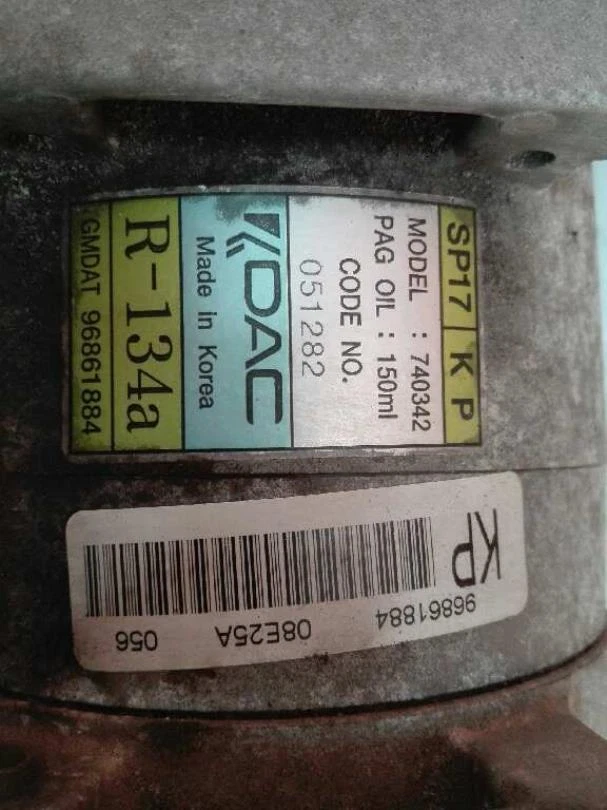 SP17 K P
MODEL : 740342
PAG OIL : 150ml
CODE NO.
051282
KDAC
Made in Korea
R-134a
GMDAT 96861884
KP
96861884
08E25A 056